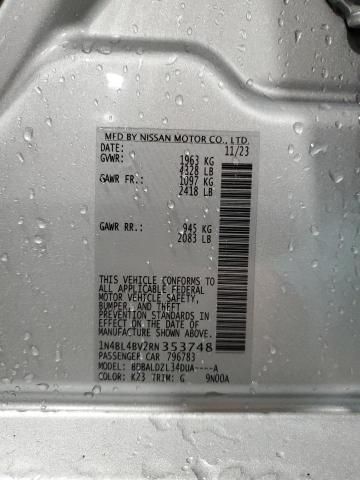 MFD BY NISSAN MOTOR CO., LTD.
DATE: 11/23
GVWR: 1963 KG
4328 LB
GAWR FR: 1097 KG
2418 LB
GAWR RR: 945 KG
2083 LB
THIS VEHICLE CONFORMS TO
ALL APPLICABLE FEDERAL
MOTOR VEHICLE SAFETY,
BUMPER, AND THEFT
PREVENTION STANDARDS IN
EFFECT ON THE DATE OF
MANUFACTURE SHOWN ABOVE.
1N4BL4BV2RN353748
PASSENGER CAR 796783
MODEL: BDBALDZL34DUA----A
COLOR: K23 TRIM: G 9N00A